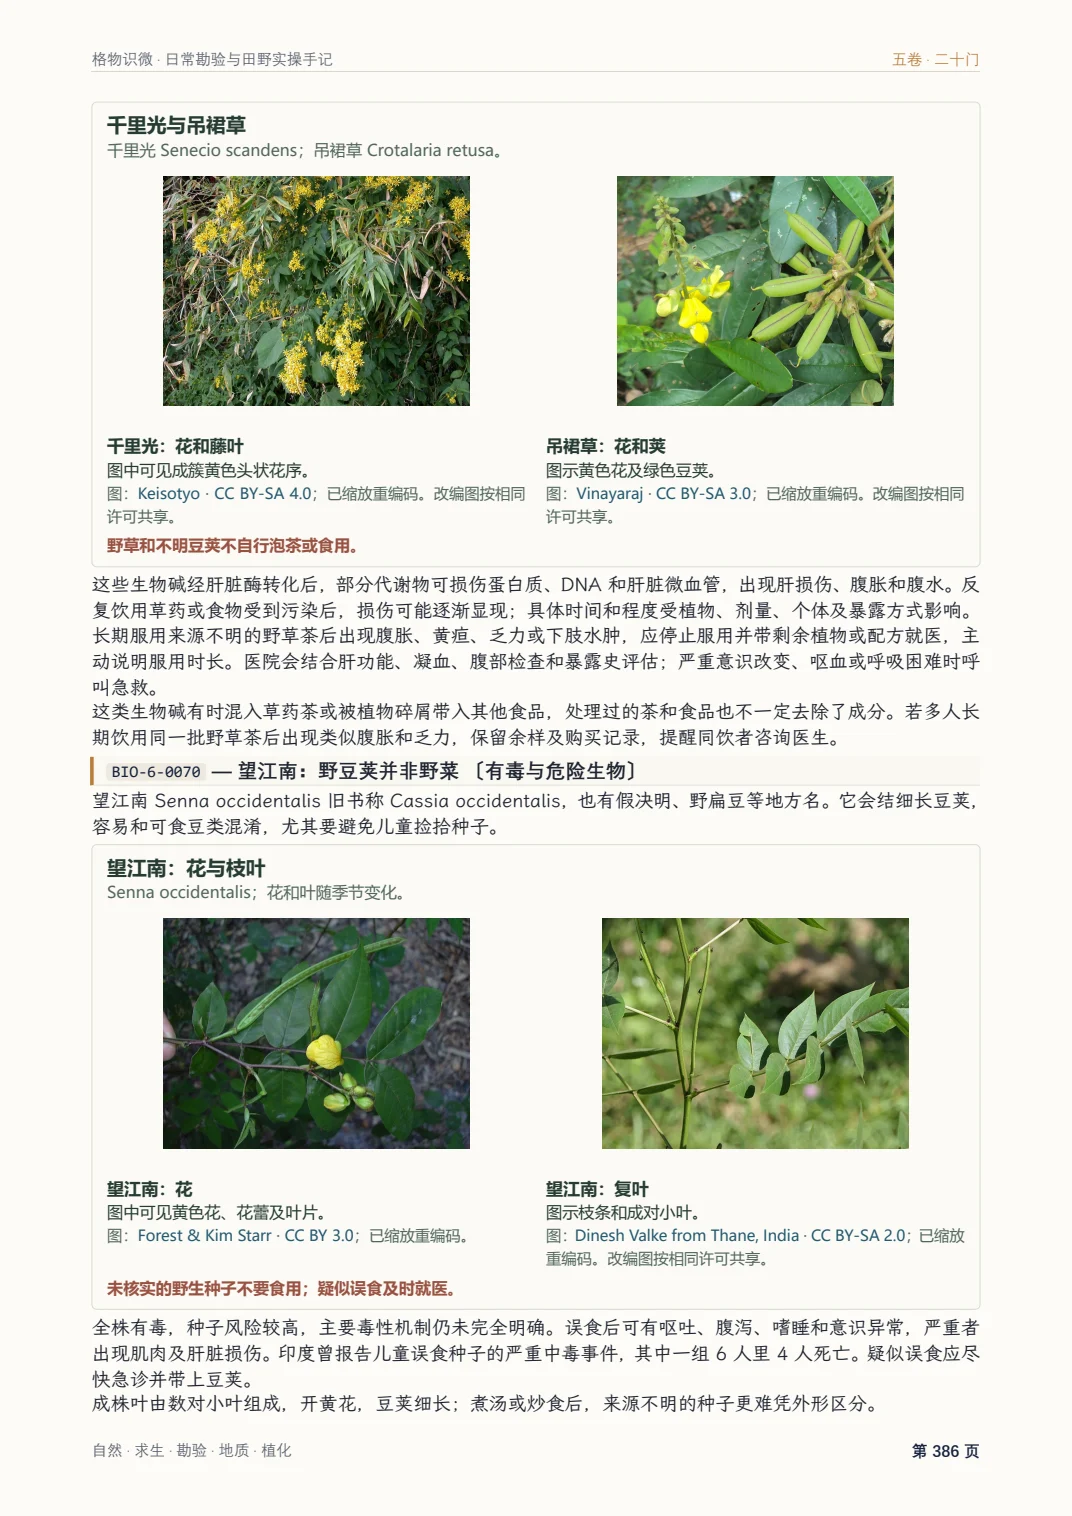 格物识微 · 日常勘验与田野实操手记
五卷 · 二十门
千里光与吊裙草
千里光 Senecio scandens；吊裙草 Crotalaria retusa。
千里光：花和藤叶
图中可见成簇黄色头状花序。
图：Keisotyo · CC BY-SA 4.0；已缩放重编码。改编图按相同
许可共享。
吊裙草：花和荚
图示黄色花及绿色豆荚。
图：Vinayaraj · CC BY-SA 3.0；已缩放重编码。改编图按相同
许可共享。
野草和不明豆荚不自行泡茶或食用。
这些生物碱经肝脏酶转化后，部分代谢物可损伤蛋白质、DNA 和肝脏微血管，出现肝损伤、腹胀和腹水。反
复饮用草药或食物受到污染后，损伤可能逐渐显现；具体时间和程度受植物、剂量、个体及暴露方式影响。
长期服用来源不明的野草茶后出现腹胀、黄疸、乏力或下肢水肿，应停止服用并带剩余植物或配方就医，主
动说明服用时长。医院会结合肝功能、凝血、腹部检查和暴露史评估；严重意识改变、呕血或呼吸困难时呼
叫急救。
这类生物碱有时混入草药茶或被植物碎屑带入其他食品，处理过的茶和食品也不一定去除了成分。若多人长
期饮用同一批野草茶后出现类似腹胀和乏力，保留余样及购买记录，提醒同饮者咨询医生。
BIO-6-0070 — 望江南：野豆荚并非野菜 〔有毒与危险生物〕
望江南 Senna occidentalis 旧书称 Cassia occidentalis，也有假决明、野扁豆等地方名。它会结细长豆荚，
容易和可食豆类混淆，尤其要避免儿童捡拾种子。
望江南：花与枝叶
Senna occidentalis；花和叶随季节变化。
望江南：花
图中可见黄色花、花蕾及叶片。
图：Forest & Kim Starr · CC BY 3.0；已缩放重编码。
望江南：复叶
图示枝条和成对小叶。
图：Dinesh Valke from Thane, India · CC BY-SA 2.0；已缩放
重编码。改编图按相同许可共享。
未核实的野生种子不要食用；疑似误食及时就医。
全株有毒，种子风险较高，主要毒性机制仍未完全明确。误食后可有呕吐、腹泻、嗜睡和意识异常，严重者
出现肌肉及肝脏损伤。印度曾报告儿童误食种子的严重中毒事件，其中一组 6 人里 4 人死亡。疑似误食应尽
快急诊并带上豆荚。
成株叶由数对小叶组成，开黄花，豆荚细长；煮汤或炒食后，来源不明的种子更难凭外形区分。
自然 · 求生 · 勘验 · 地质 · 植化
第 386 页